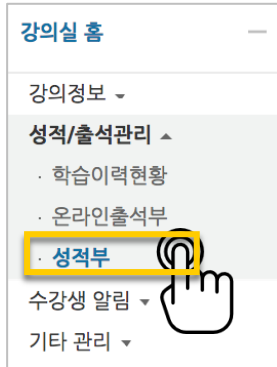 강의실 홈
강의정보 ▾
성적/출석관리 ▴
· 학습이력현황
· 온라인출석부
· 성적부
수강생 알림 ▾
기타 관리 ▾